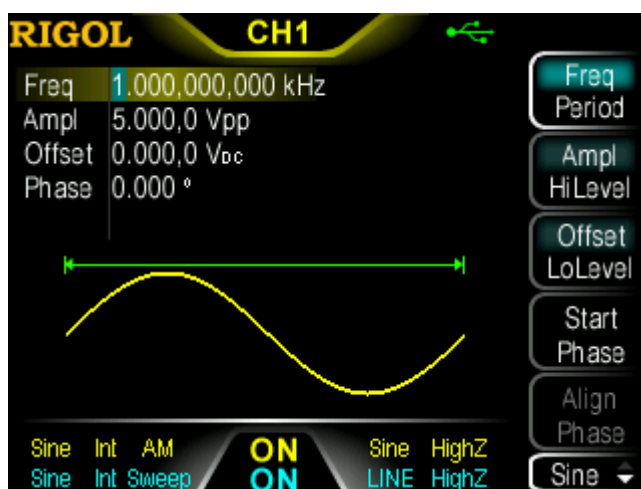 RIGOL CH1
Freq 1.000,000,000 kHz
Ampl 5.000,0 Vpp
Offset 0.000,0 VDC
Phase 0.000 °
Freq
Period
Ampl
HiLevel
Offset
LoLevel
Start
Phase
Align
Phase
Sine
Sine Int AM ON Sine HighZ
Sine Int Sweep ON LINE HighZ